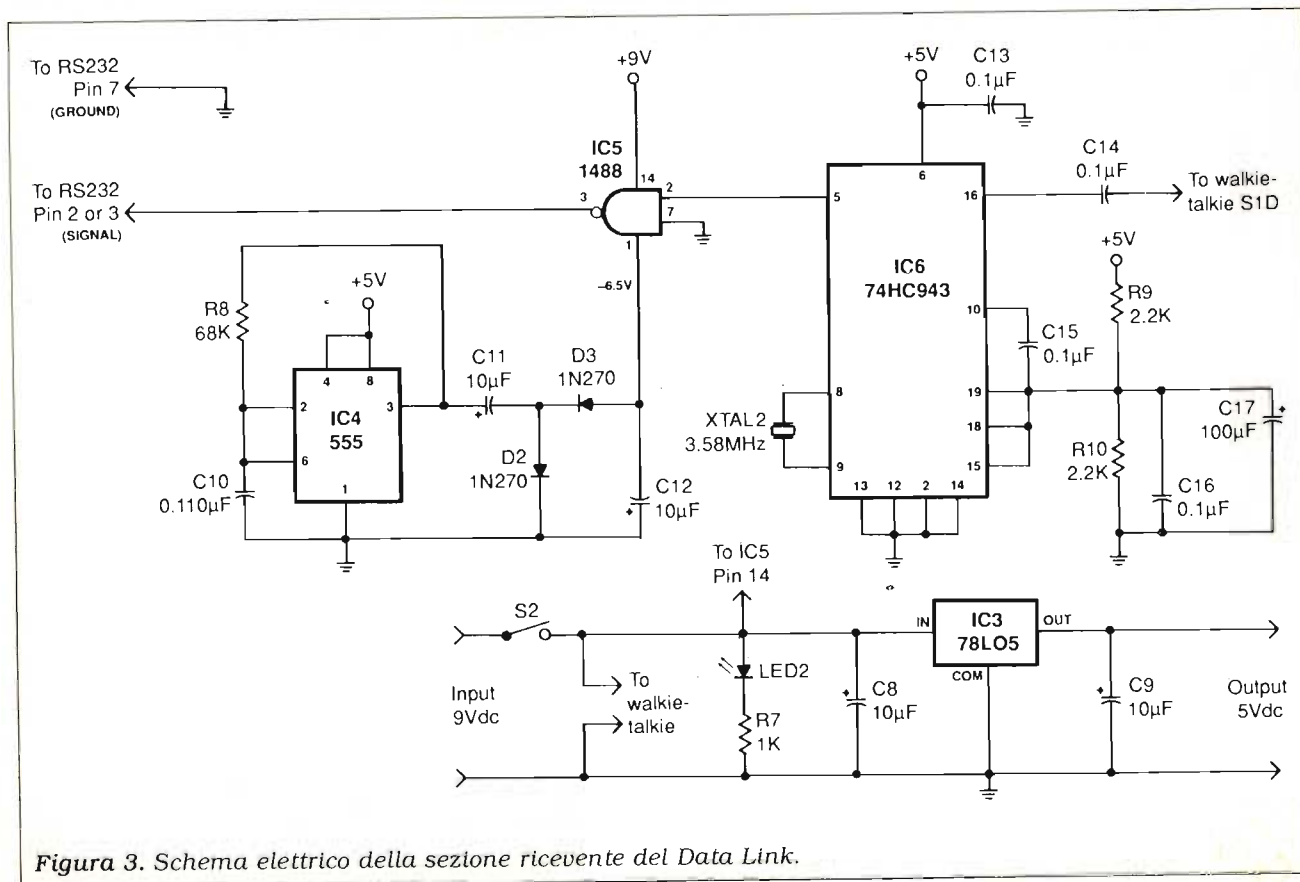 To RS232
Pin 7
(GROUND)
To RS232
Pin 2 or 3
(SIGNAL)
+9V
IC5
1488
14
3
2
7
1
–6.5V
+5V
C13
0.1µF
6
5
16
C14
0.1µF
To walkie-
talkie S1D
IC6
74HC943
+5V
R9
2.2K
10
C15
0.1µF
19
18
15
8
9
XTAL2
3.58MHz
13
12
2
14
R10
2.2K
C16
0.1µF
C17
100µF
+
R8
68K
+5V
4
8
2
3
6
1
IC4
555
C10
0.110µF
C11
10µF
+
D3
1N270
D2
1N270
C12
10µF
+
To IC5
Pin 14
S2
Input
9Vdc
To
walkie-
talkie
LED2
R7
1K
C8
10µF
+
IN
IC3
78LO5
OUT
COM
C9
10µF
+
Output
5Vdc
Figura 3. Schema elettrico della sezione ricevente del Data Link.